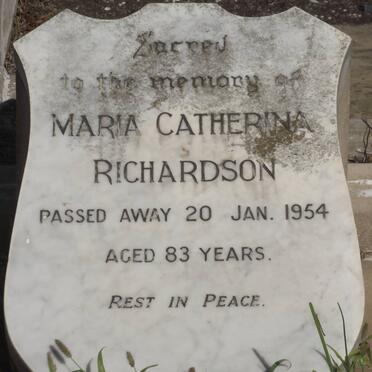 Sacred
to the memory of
MARIA CATHERINA
RICHARDSON
PASSED AWAY 20 JAN. 1954
AGED 83 YEARS.
REST IN PEACE.